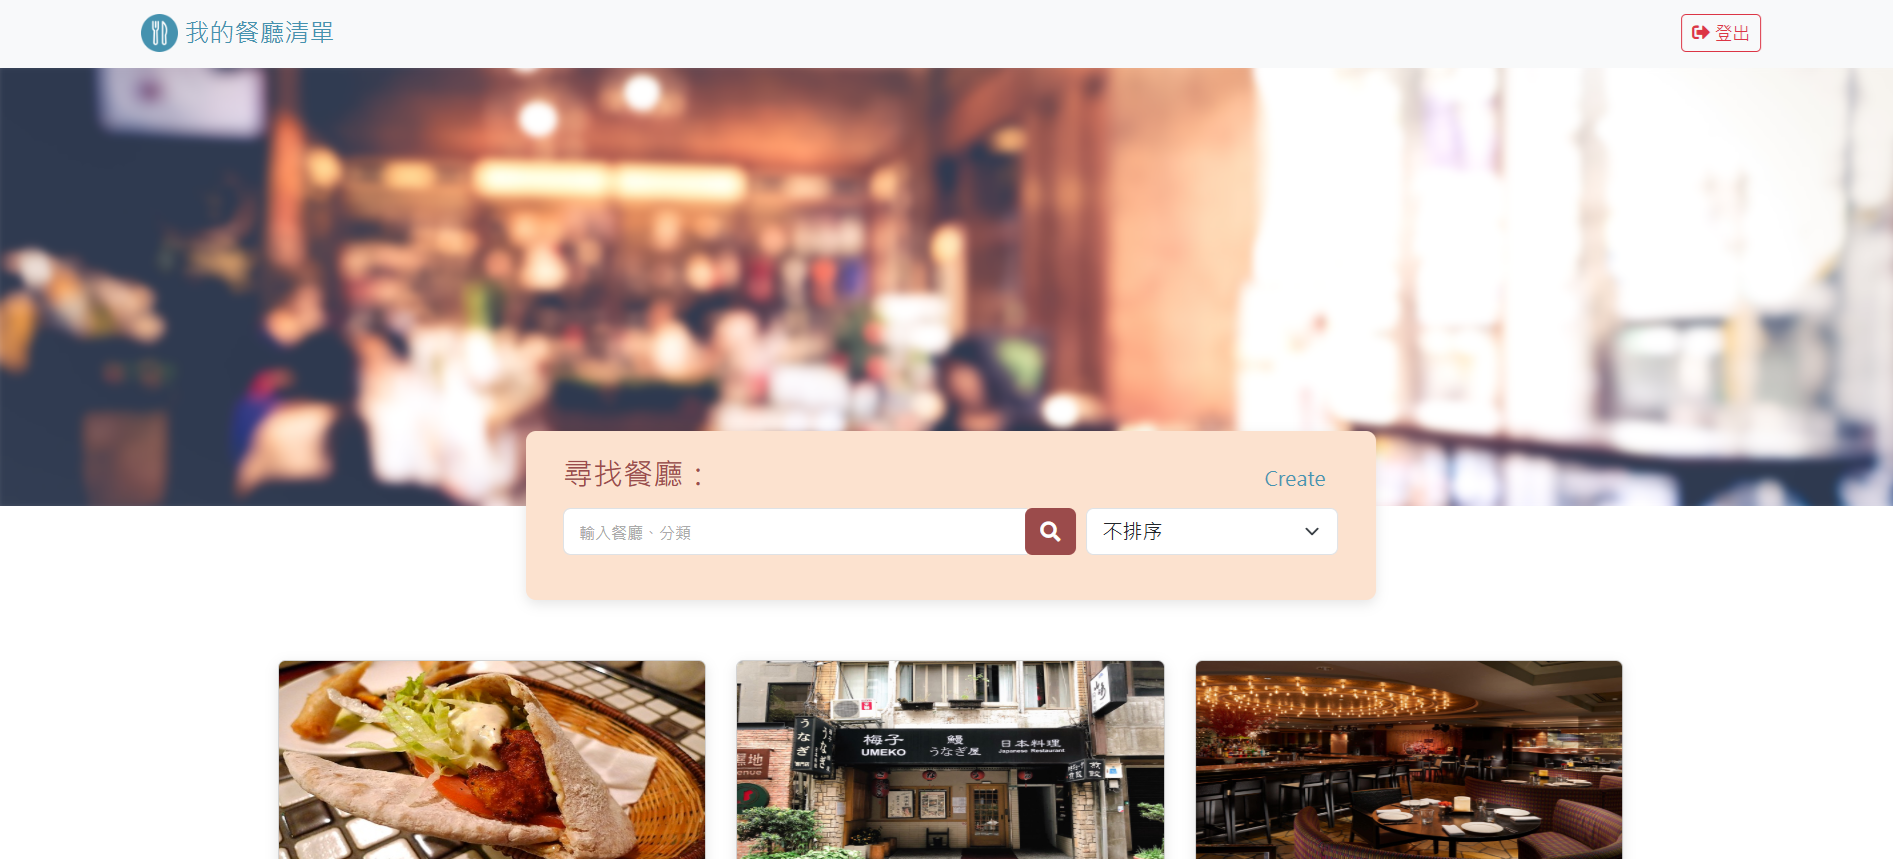 我的餐廳清單
登出
尋找餐廳：
Create
輸入餐廳、分類
不排序
うなぎ
うなぎ
梅子
UMEKO
鰻
うなぎ屋
日本料理
Japanese Restaurant